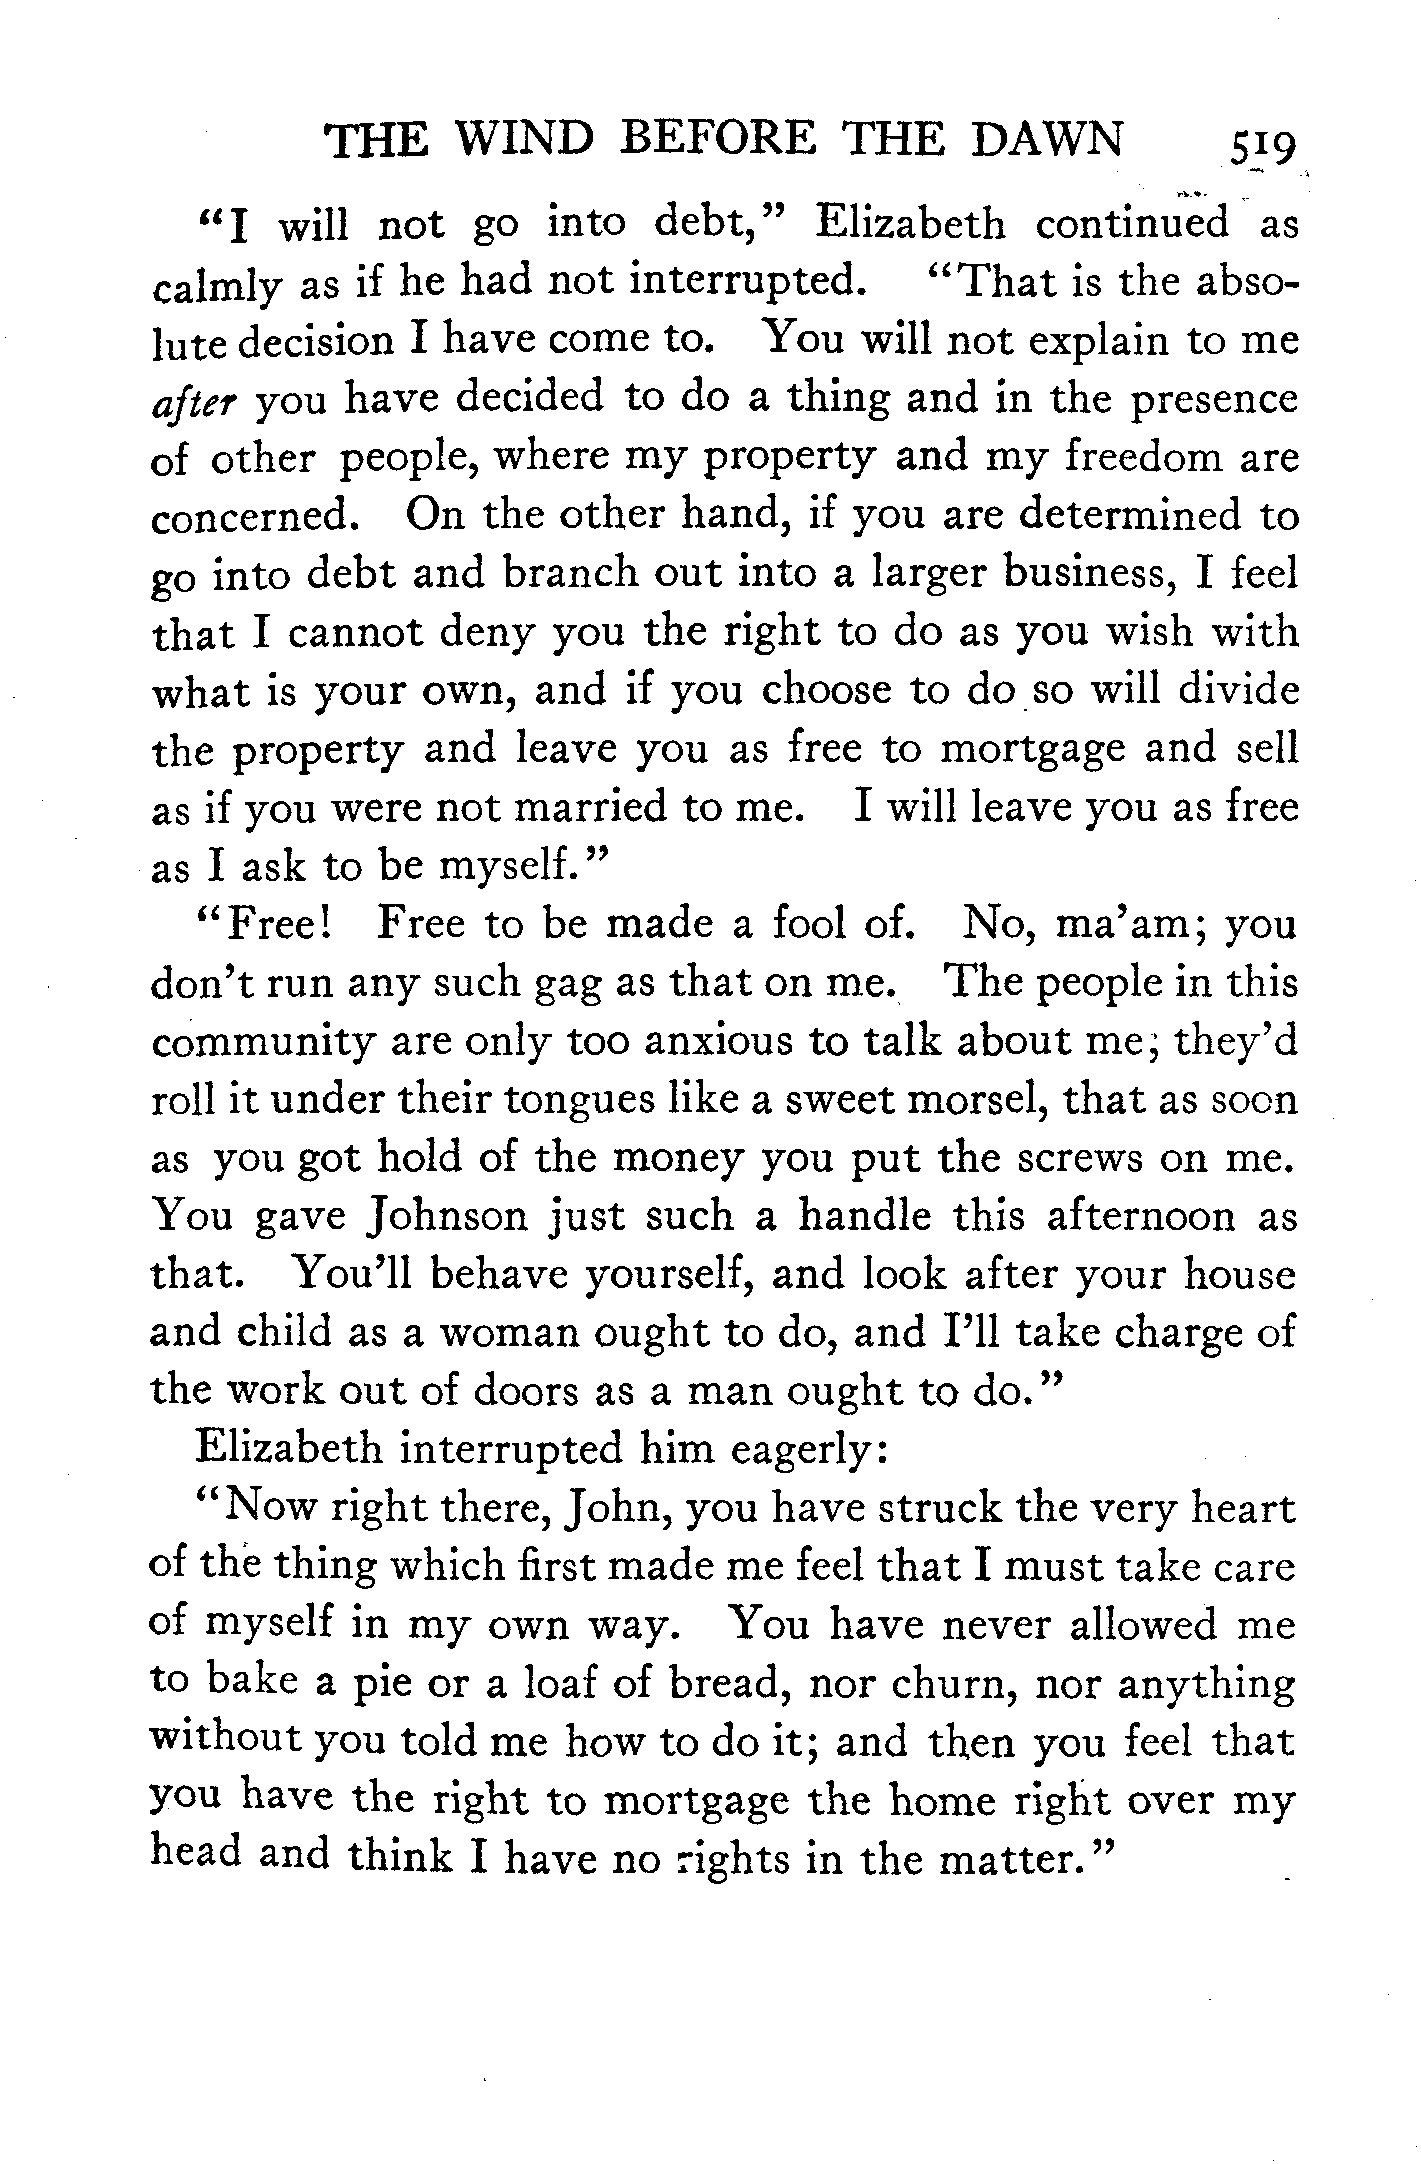 THE WIND BEFORE THE DAWN 519
"I will not go into debt," Elizabeth continued as
calmly as if he had not interrupted. "That is the abso-
lute decision I have come to. You will not explain to me
after you have decided to do a thing and in the presence
of other people, where my property and my freedom are
concerned. On the other hand, if you are determined to
go into debt and branch out into a larger business, I feel
that I cannot deny you the right to do as you wish with
what is your own, and if you choose to do so will divide
the property and leave you as free to mortgage and sell
as if you were not married to me. I will leave you as free
as I ask to be myself."
"Free! Free to be made a fool of. No, ma'am; you
don't run any such gag as that on me. The people in this
community are only too anxious to talk about me; they'd
roll it under their tongues like a sweet morsel, that as soon
as you got hold of the money you put the screws on me.
You gave Johnson just such a handle this afternoon as
that. You'll behave yourself, and look after your house
and child as a woman ought to do, and I'll take charge of
the work out of doors as a man ought to do."
Elizabeth interrupted him eagerly:
"Now right there, John, you have struck the very heart
of the thing which first made me feel that I must take care
of myself in my own way. You have never allowed me
to bake a pie or a loaf of bread, nor churn, nor anything
without you told me how to do it; and then you feel that
you have the right to mortgage the home right over my
head and think I have no rights in the matter."